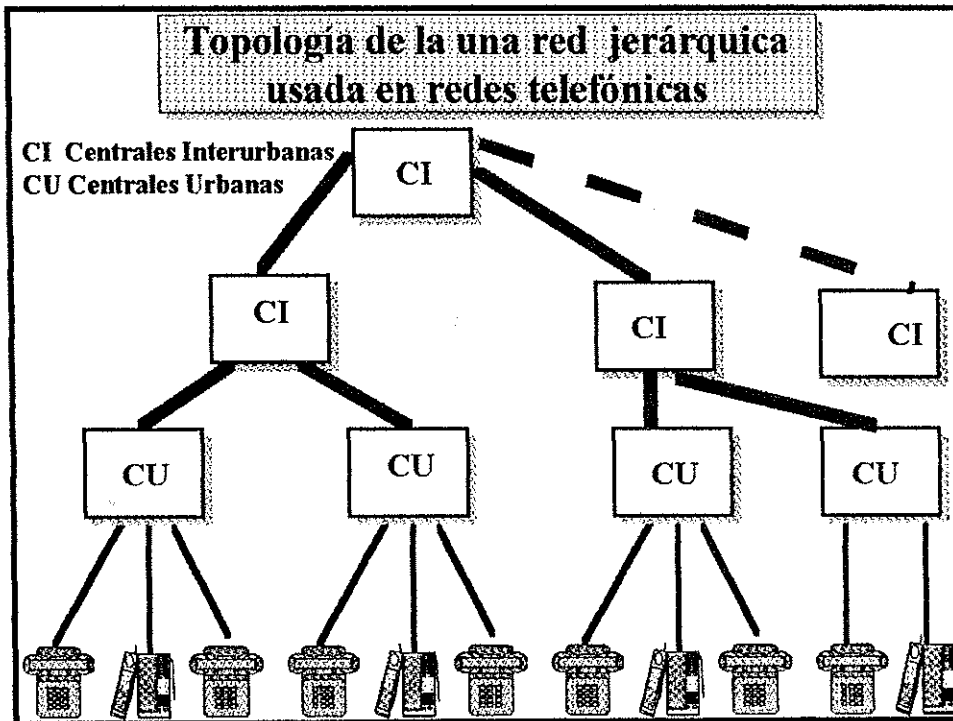 Topología de la una red jerárquica
usada en redes telefónicas
CI Centrales Interurbanas
CU Centrales Urbanas
CI
CI
CI
CI
CU
CU
CU
CU